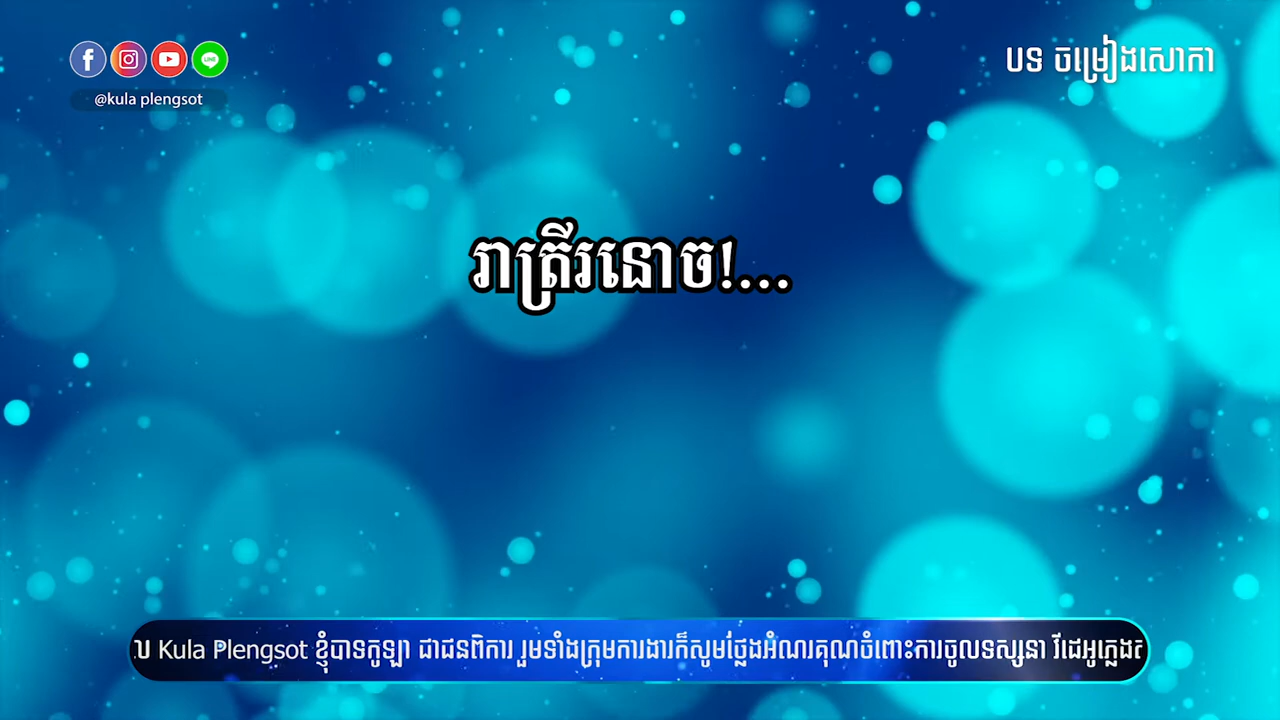 បទ ចម្រៀងសោកា
@kula plengsot
រាត្រីរនោច!...
Kula Plengsot ខ្ញុំបាទកូឡា ជាជនពិការ រួមទាំងក្រុមការងារក៏សូមថ្លែងអំណរគុណចំពោះការចូលទស្សនា វីដេអូភ្លេង